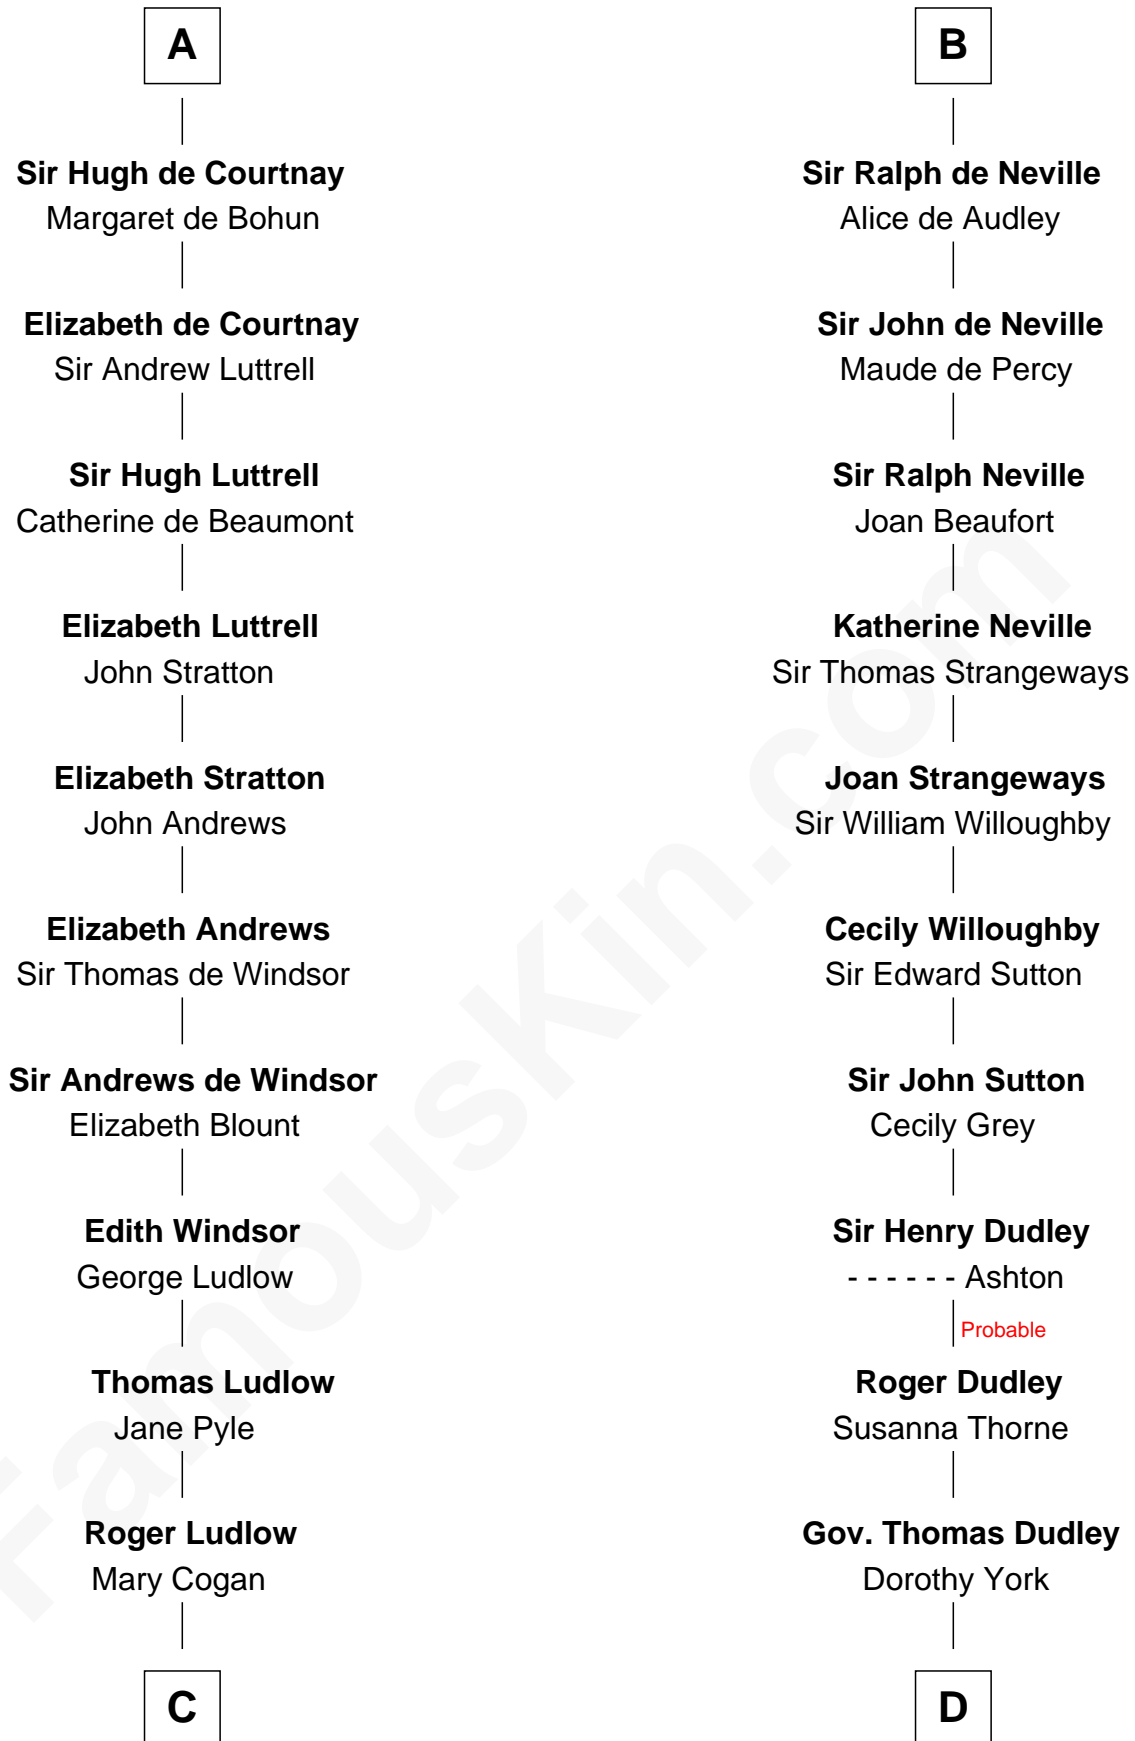 A
Sir Hugh de Courtnay
Margaret de Bohun
Elizabeth de Courtnay
Sir Andrew Luttrell
Sir Hugh Luttrell
Catherine de Beaumont
Elizabeth Luttrell
John Stratton
Elizabeth Stratton
John Andrews
Elizabeth Andrews
Sir Thomas de Windsor
Sir Andrews de Windsor
Elizabeth Blount
Edith Windsor
George Ludlow
Thomas Ludlow
Jane Pyle
Roger Ludlow
Mary Cogan
C
B
Sir Ralph de Neville
Alice de Audley
Sir John de Neville
Maude de Percy
Sir Ralph Neville
Joan Beaufort
Katherine Neville
Sir Thomas Strangeways
Joan Strangeways
Sir William Willoughby
Cecily Willoughby
Sir Edward Sutton
Sir John Sutton
Cecily Grey
Sir Henry Dudley
- - - - - - Ashton
Probable
Roger Dudley
Susanna Thorne
Gov. Thomas Dudley
Dorothy York
D
FamousKin.com